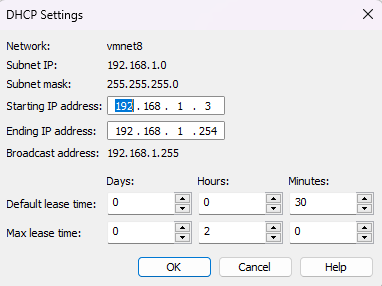 DHCP Settings
Network: vmnet8
Subnet IP: 192.168.1.0
Subnet mask: 255.255.255.0
Starting IP address: 192 . 168 . 1 . 3
Ending IP address: 192 . 168 . 1 . 254
Broadcast address: 192.168.1.255
Days: Hours: Minutes:
Default lease time: 0 0 30
Max lease time: 0 2 0
OK Cancel Help